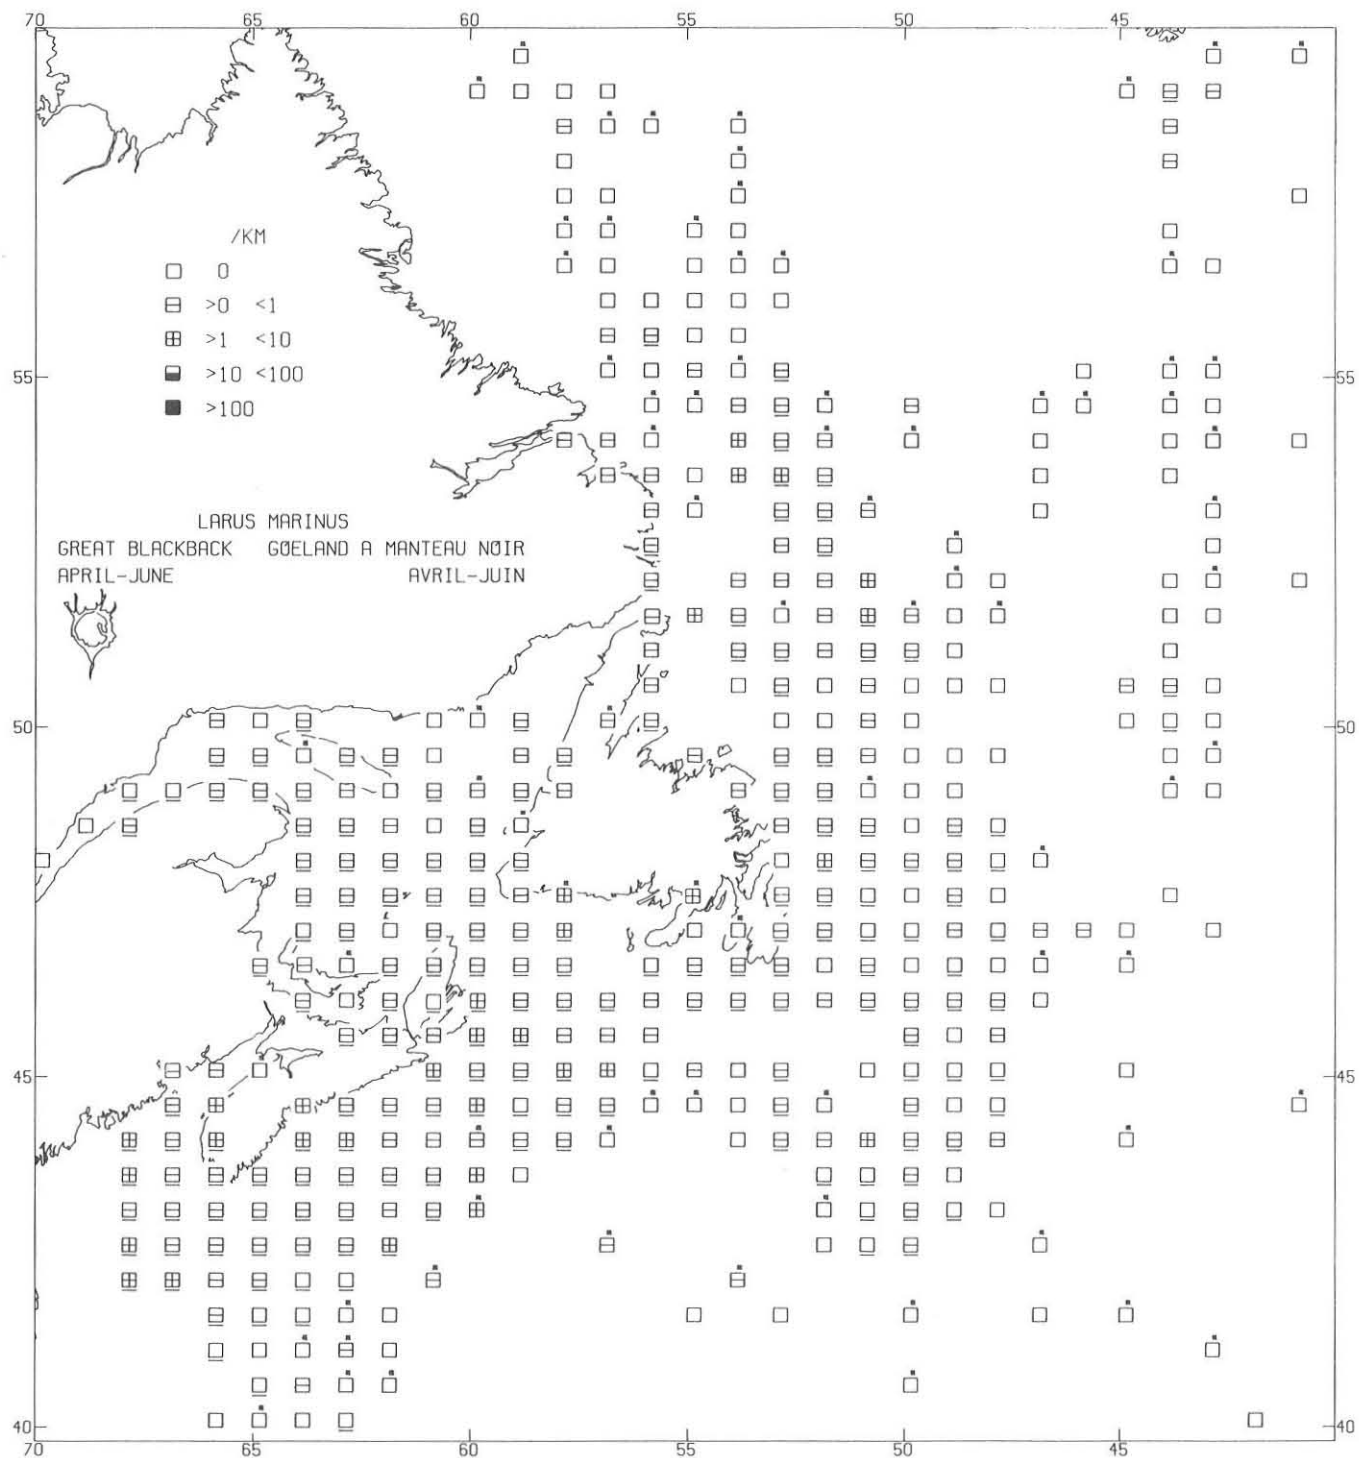 70 65 60 55 50 45
/KM
0
>0 <1
>1 <10
>10 <100
>100
55 55
LARUS MARINUS
GREAT BLACKBACK GØELAND A MANTEAU NØIR
APRIL-JUNE AVRIL-JUIN
50 50
45 45
40 40
70 65 60 55 50 45